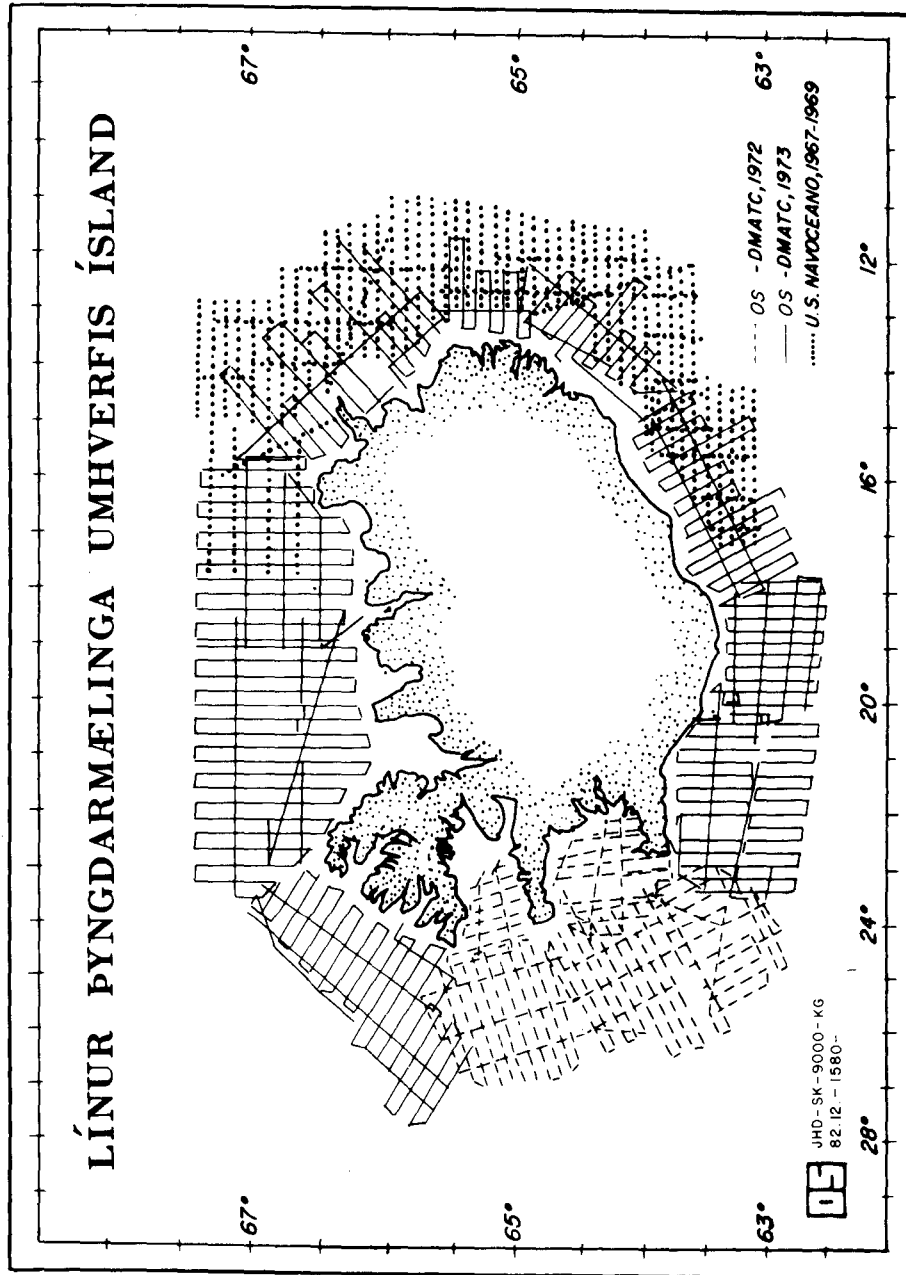 LÍNUR ÞYNGDARMÆLINGA UMHVERFIS ÍSLAND
67°
65°
63°
67°
65°
63°
28°
24°
20°
16°
12°
---- OS - DMATC, 1972
—— OS - DMATC, 1973
...... U.S. NAVOCEANO, 1967-1969
OS
JHD-SK-9000-KG
82.12.-1580-